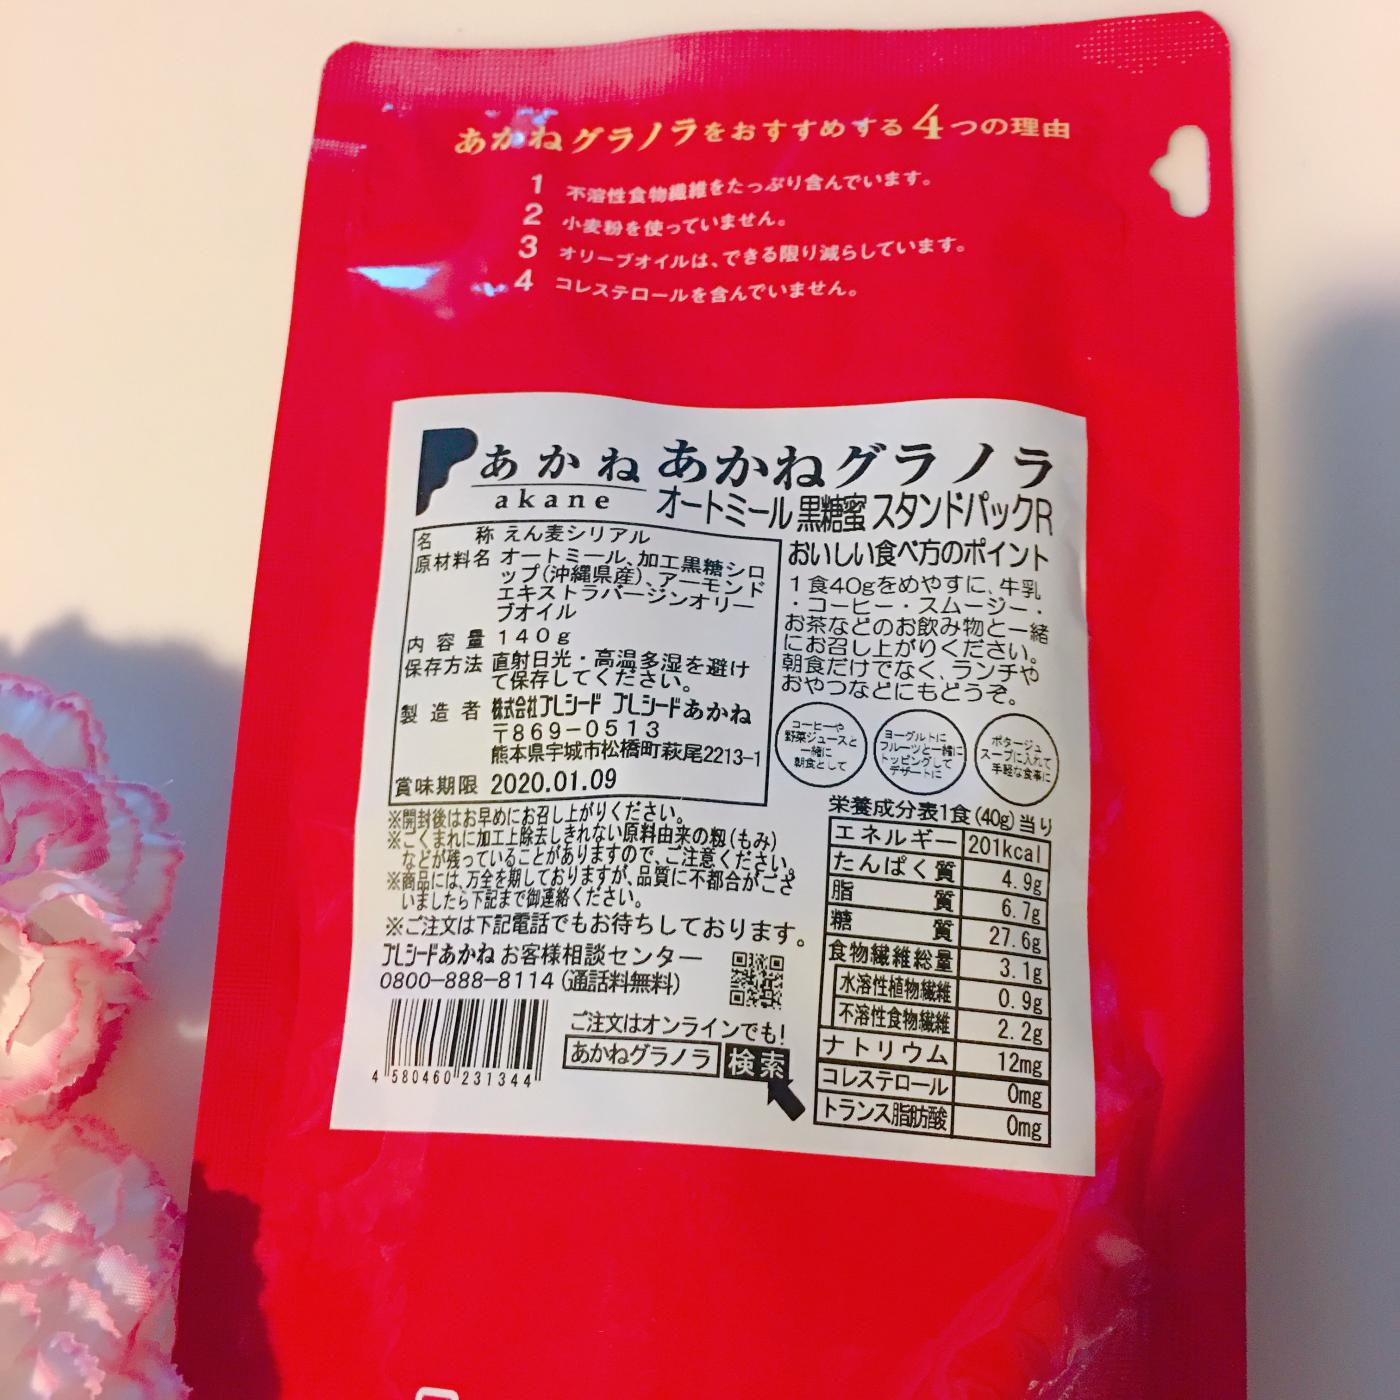 あかねグラノラをおすすめする4つの理由
1 不溶性食物繊維をたっぷり含んでいます。
2 小麦粉を使っていません。
3 オリーブオイルは、できる限り減らしています。
4 コレステロールを含んでいません。
あかね
akane
あかねグラノラ
オートミール 黒糖蜜 スタンドパックR
名称 えん麦シリアル
原材料名 オートミール、加工黒糖シロ
ップ(沖縄県産)、アーモンド
エキストラバージンオリー
ブオイル
内容量 140g
保存方法 直射日光・高温多湿を避け
て保存してください。
製造者 株式会社プレシード プレシードあかね
〒869-0513
熊本県宇城市松橋町萩尾2213-1
賞味期限 2020.01.09
おいしい食べ方のポイント
1食40gをめやすに、牛乳
・コーヒー・スムージー・
お茶などのお飲み物と一緒
にお召し上がりください。
朝食だけでなく、ランチや
おやつなどにもどうぞ。
コーヒーや
野菜ジュースと
一緒に
朝食として
ヨーグルトに
フルーツと一緒に
トッピングして
デザートに
ポタージュ
スープに入れて
手軽な食事に
※開封後はお早めにお召し上がりください。
※ごくまれに加工上除去しきれない原料由来の籾(もみ)
などが残っていることがありますので、ご注意ください。
※商品には、万全を期しておりますが、品質に不都合がござ
いましたら下記まで御連絡ください。
※ご注文は下記電話でもお待ちしております。
プレシードあかね お客様相談センター
0800-888-8114(通話料無料)
4 580460 231344
ご注文はオンラインでも!
あかねグラノラ 検索
栄養成分表1食(40g)当り
エネルギー 201kcal
たんぱく質 4.9g
脂質 6.7g
糖質 27.6g
食物繊維総量 3.1g
水溶性植物繊維 0.9g
不溶性食物繊維 2.2g
ナトリウム 12mg
コレステロール 0mg
トランス脂肪酸 0mg